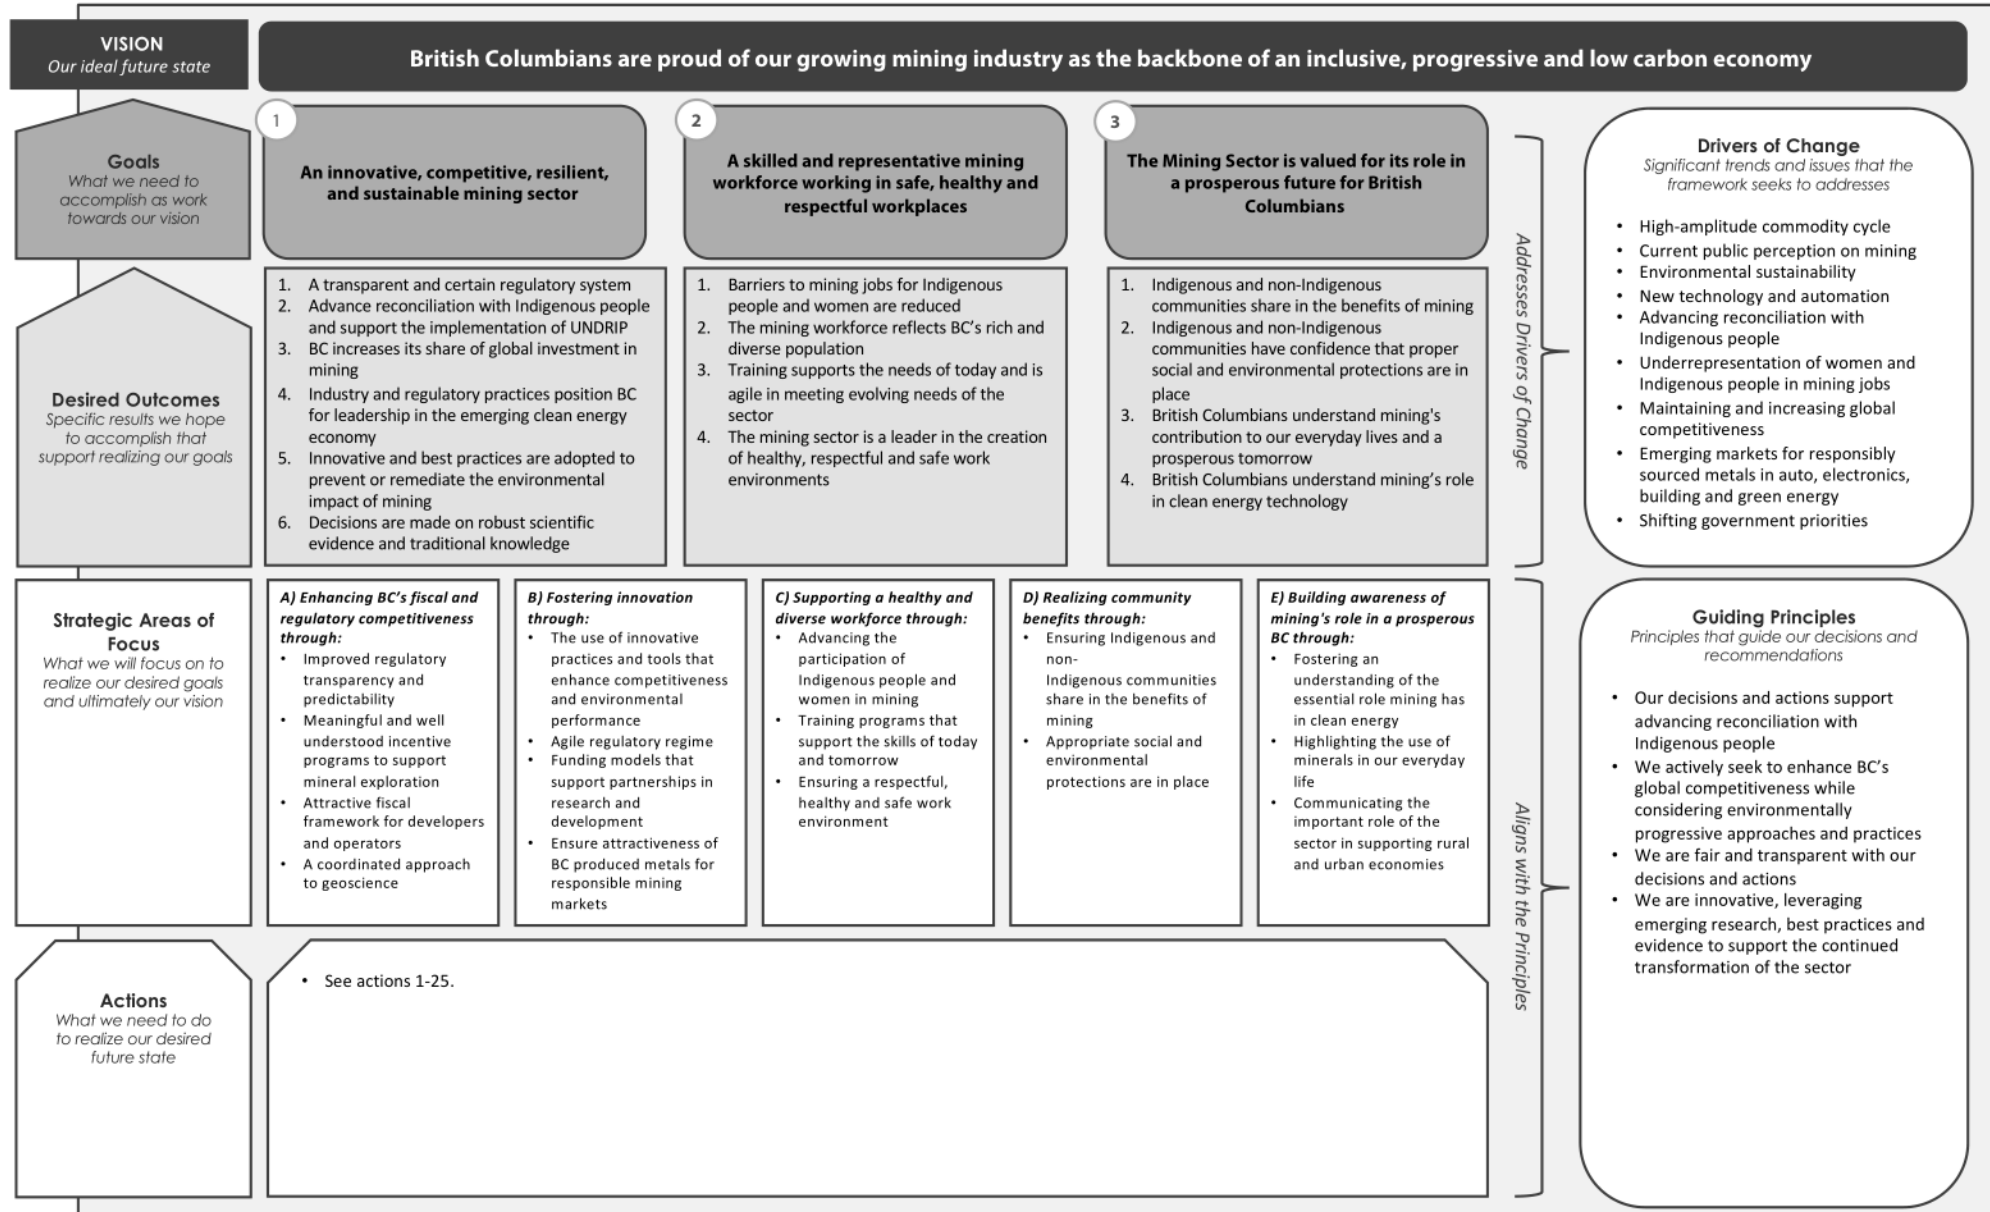 VISION
Our ideal future state
British Columbians are proud of our growing mining industry as the backbone of an inclusive, progressive and low carbon economy
Goals
What we need to
accomplish as work
towards our vision
1
An innovative, competitive, resilient,
and sustainable mining sector
2
A skilled and representative mining
workforce working in safe, healthy and
respectful workplaces
3
The Mining Sector is valued for its role in
a prosperous future for British
Columbians
Desired Outcomes
Specific results we hope
to accomplish that
support realizing our goals
1. A transparent and certain regulatory system
2. Advance reconciliation with Indigenous people
and support the implementation of UNDRIP
3. BC increases its share of global investment in
mining
4. Industry and regulatory practices position BC
for leadership in the emerging clean energy
economy
5. Innovative and best practices are adopted to
prevent or remediate the environmental
impact of mining
6. Decisions are made on robust scientific
evidence and traditional knowledge
1. Barriers to mining jobs for Indigenous
people and women are reduced
2. The mining workforce reflects BC's rich and
diverse population
3. Training supports the needs of today and is
agile in meeting evolving needs of the
sector
4. The mining sector is a leader in the creation
of healthy, respectful and safe work
environments
1. Indigenous and non-Indigenous
communities share in the benefits of mining
2. Indigenous and non-Indigenous
communities have confidence that proper
social and environmental protections are in
place
3. British Columbians understand mining's
contribution to our everyday lives and a
prosperous tomorrow
4. British Columbians understand mining's role
in clean energy technology
Addresses Drivers of Change
Drivers of Change
Significant trends and issues that the
framework seeks to addresses
• High-amplitude commodity cycle
• Current public perception on mining
• Environmental sustainability
• New technology and automation
• Advancing reconciliation with
Indigenous people
• Underrepresentation of women and
Indigenous people in mining jobs
• Maintaining and increasing global
competitiveness
• Emerging markets for responsibly
sourced metals in auto, electronics,
building and green energy
• Shifting government priorities
Strategic Areas of
Focus
What we will focus on to
realize our desired goals
and ultimately our vision
A) Enhancing BC's fiscal and
regulatory competitiveness
through:
• Improved regulatory
transparency and
predictability
• Meaningful and well
understood incentive
programs to support
mineral exploration
• Attractive fiscal
framework for developers
and operators
• A coordinated approach
to geoscience
B) Fostering innovation
through:
• The use of innovative
practices and tools that
enhance competitiveness
and environmental
performance
• Agile regulatory regime
• Funding models that
support partnerships in
research and
development
• Ensure attractiveness of
BC produced metals for
responsible mining
markets
C) Supporting a healthy and
diverse workforce through:
• Advancing the
participation of
Indigenous people and
women in mining
• Training programs that
support the skills of today
and tomorrow
• Ensuring a respectful,
healthy and safe work
environment
D) Realizing community
benefits through:
• Ensuring Indigenous and
non-
Indigenous communities
share in the benefits of
mining
• Appropriate social and
environmental
protections are in place
E) Building awareness of
mining's role in a prosperous
BC through:
• Fostering an
understanding of the
essential role mining has
in clean energy
• Highlighting the use of
minerals in our everyday
life
• Communicating the
important role of the
sector in supporting rural
and urban economies
Aligns with the Principles
Guiding Principles
Principles that guide our decisions and
recommendations
• Our decisions and actions support
advancing reconciliation with
Indigenous people
• We actively seek to enhance BC's
global competitiveness while
considering environmentally
progressive approaches and practices
• We are fair and transparent with our
decisions and actions
• We are innovative, leveraging
emerging research, best practices and
evidence to support the continued
transformation of the sector
Actions
What we need to do
to realize our desired
future state
• See actions 1-25.